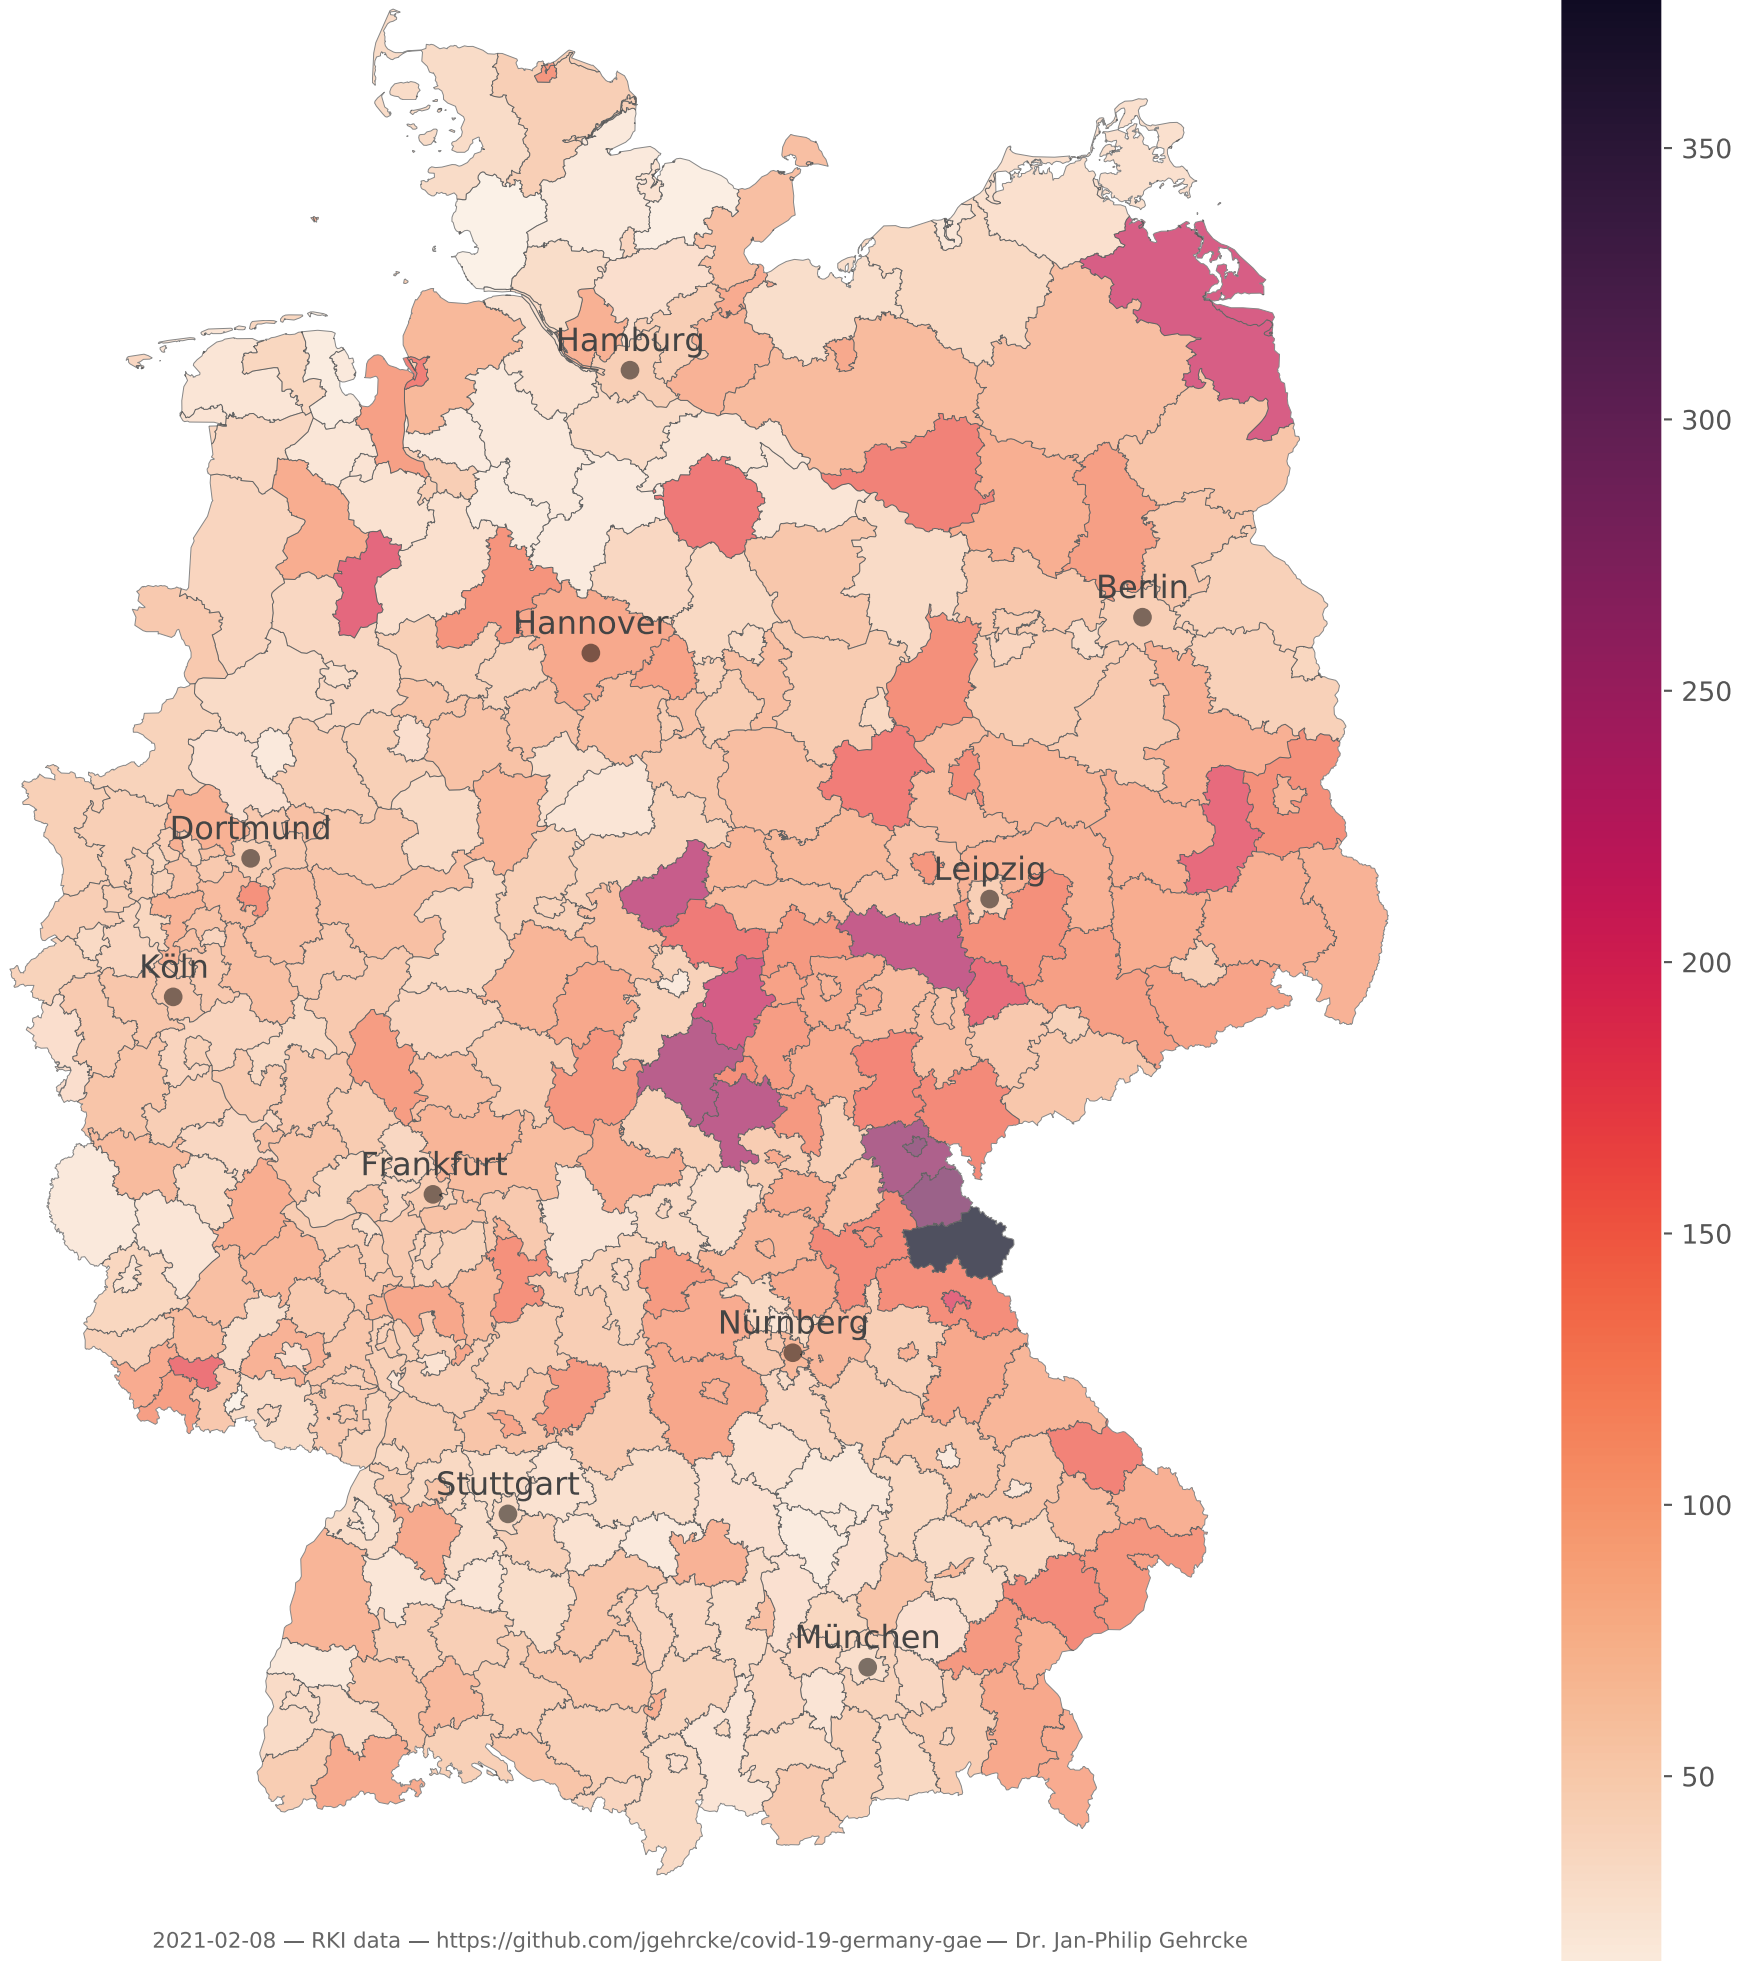 350
Hamburg
300
Berlin
Hannover
250
Dortmund
Leipzig
Köln
200
Frankfurt
150
Nürnberg
Stuttgart
100
München
50
2021-02-08 — RKI data — https://github.com/jgehrcke/covid-19-germany-gae — Dr. Jan-Philip Gehrcke